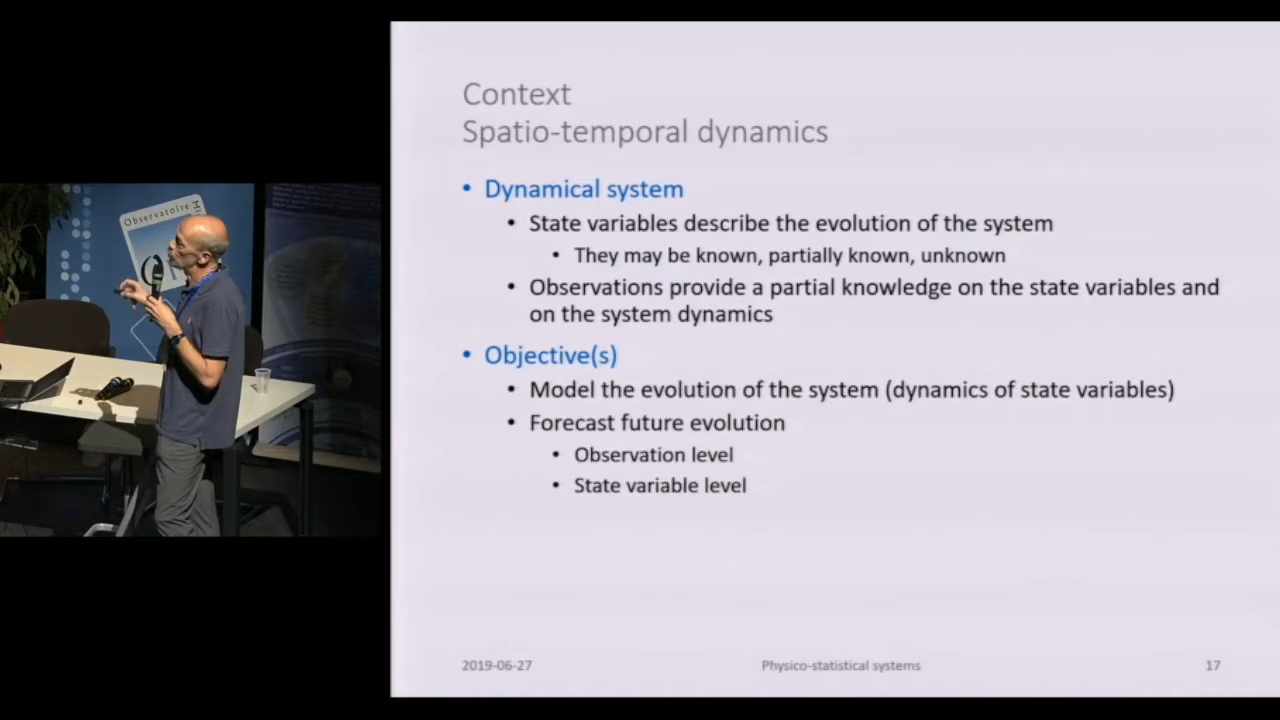 Context
Spatio-temporal dynamics
• Dynamical system
• State variables describe the evolution of the system
• They may be known, partially known, unknown
• Observations provide a partial knowledge on the state variables and
on the system dynamics
• Objective(s)
• Model the evolution of the system (dynamics of state variables)
• Forecast future evolution
• Observation level
• State variable level
2019-06-27
Physico-statistical systems
17
Observatoire